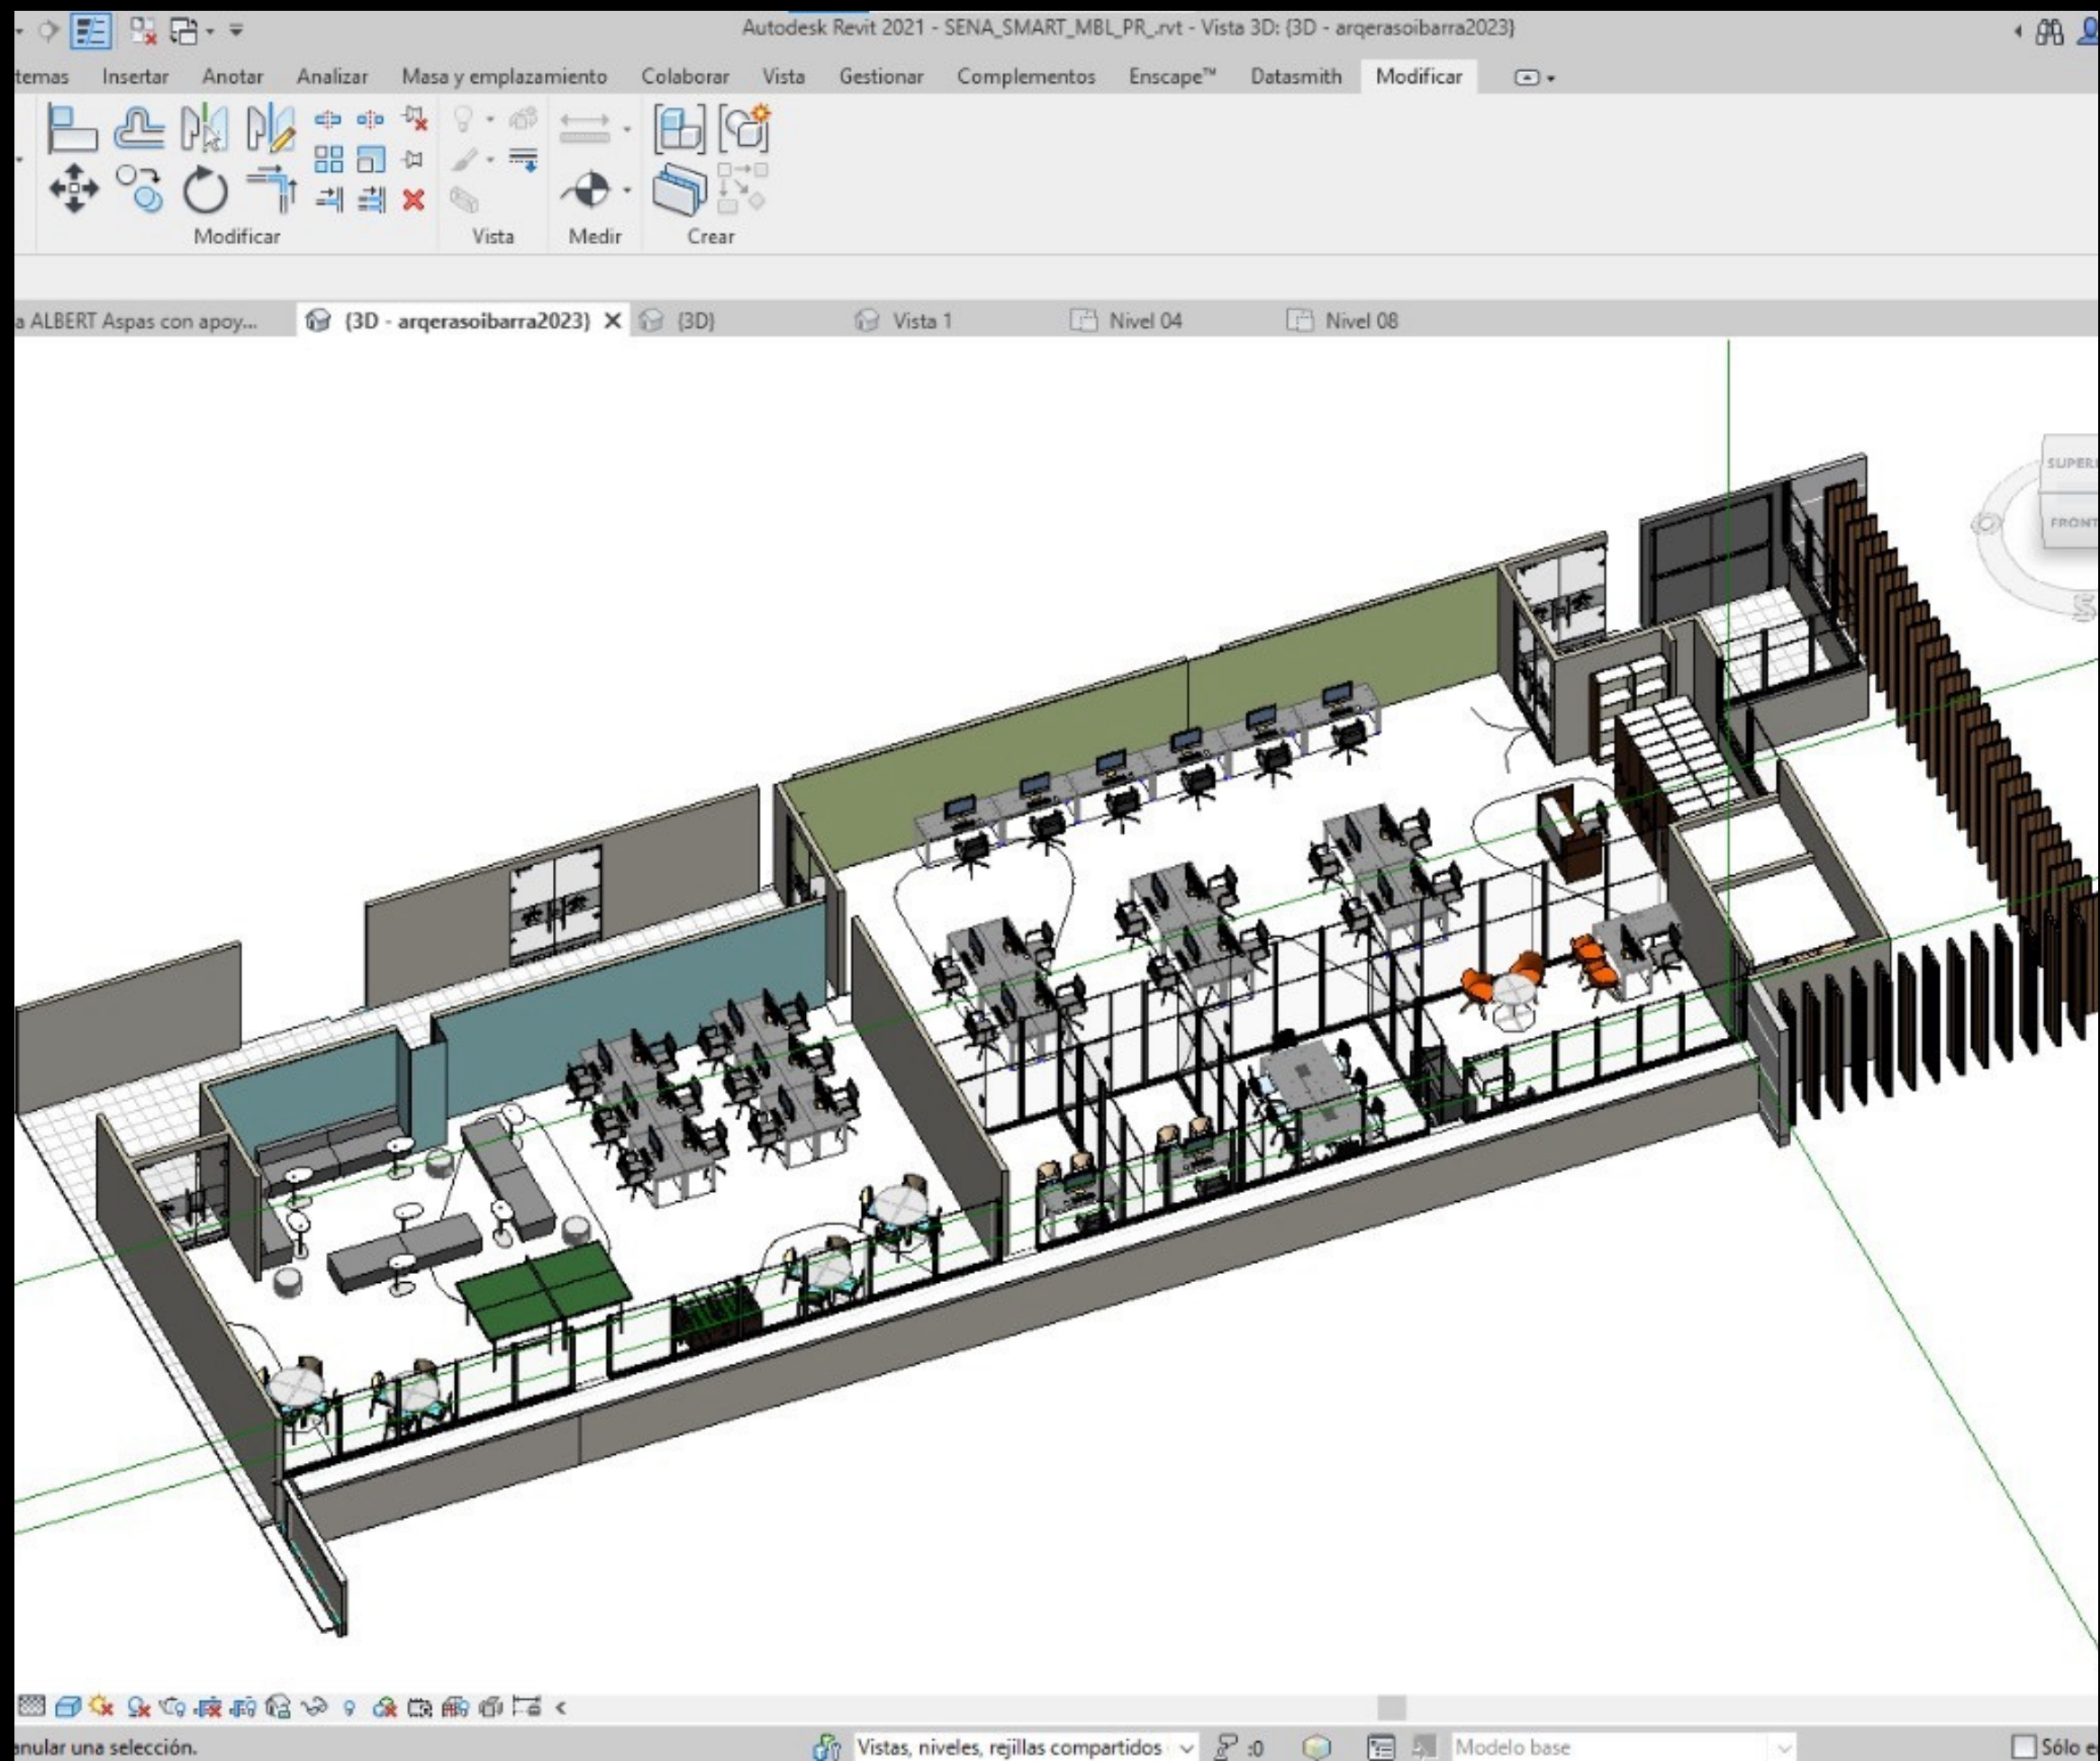 Autodesk Revit 2021 - SENA_SMART_MBL_PR_.rvt - Vista 3D: {3D - arqerasoibarra2023}
temas Insertar Anotar Analizar Masa y emplazamiento Colaborar Vista Gestionar Complementos Enscape™ Datasmith Modificar
Modificar Vista Medir Crear
a ALBERT Aspas con apoy... {3D - arqerasoibarra2023} {3D} Vista 1 Nivel 04 Nivel 08
SUPERI
FRONT
S
anular una selección. Vistas, niveles, rejillas compartidos :0 Modelo base Sólo e